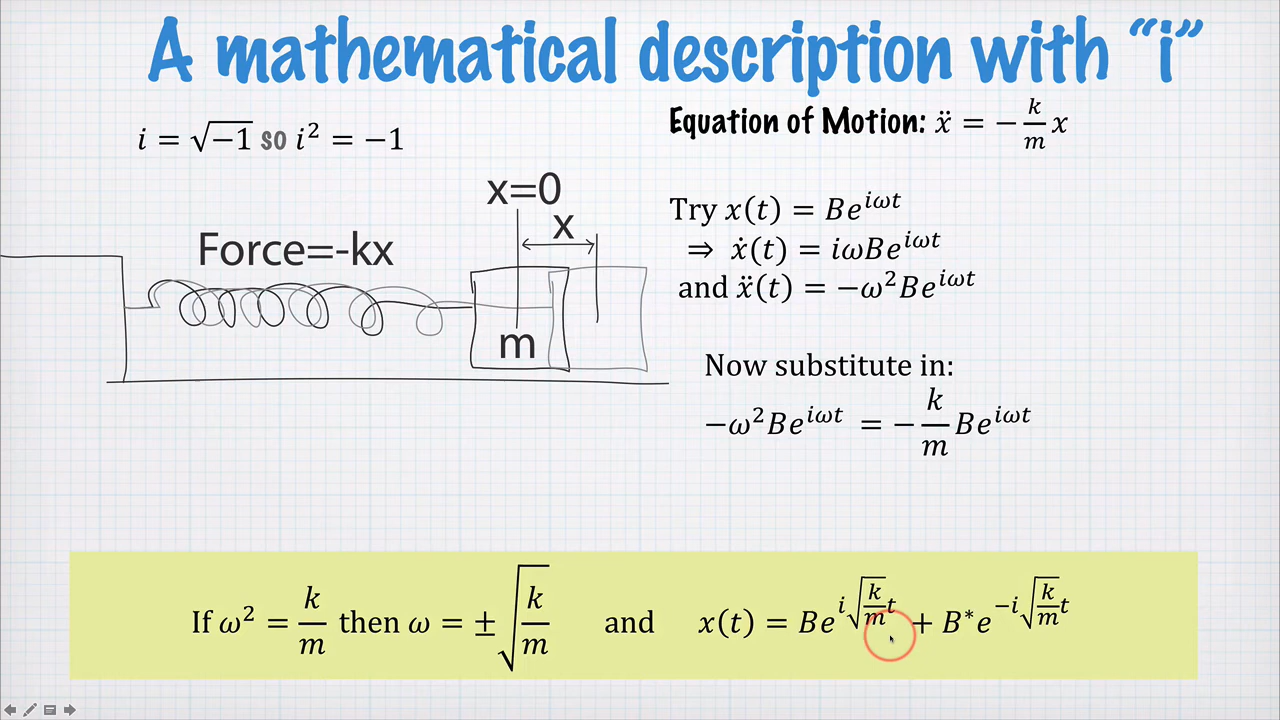 A mathematical description with “i”
i = √−1 so i² = −1
Equation of Motion: ẍ = −k/m x
x=0
x
Force=-kx
m
Try x(t) = Be^{iωt}
⇒ ẋ(t) = iωBe^{iωt}
and ẍ(t) = −ω²Be^{iωt}
Now substitute in:
−ω²Be^{iωt} = −k/m Be^{iωt}
If ω² = k/m then ω = ±√(k/m) and x(t) = Be^{i√(k/m)t} + B*e^{−i√(k/m)t}